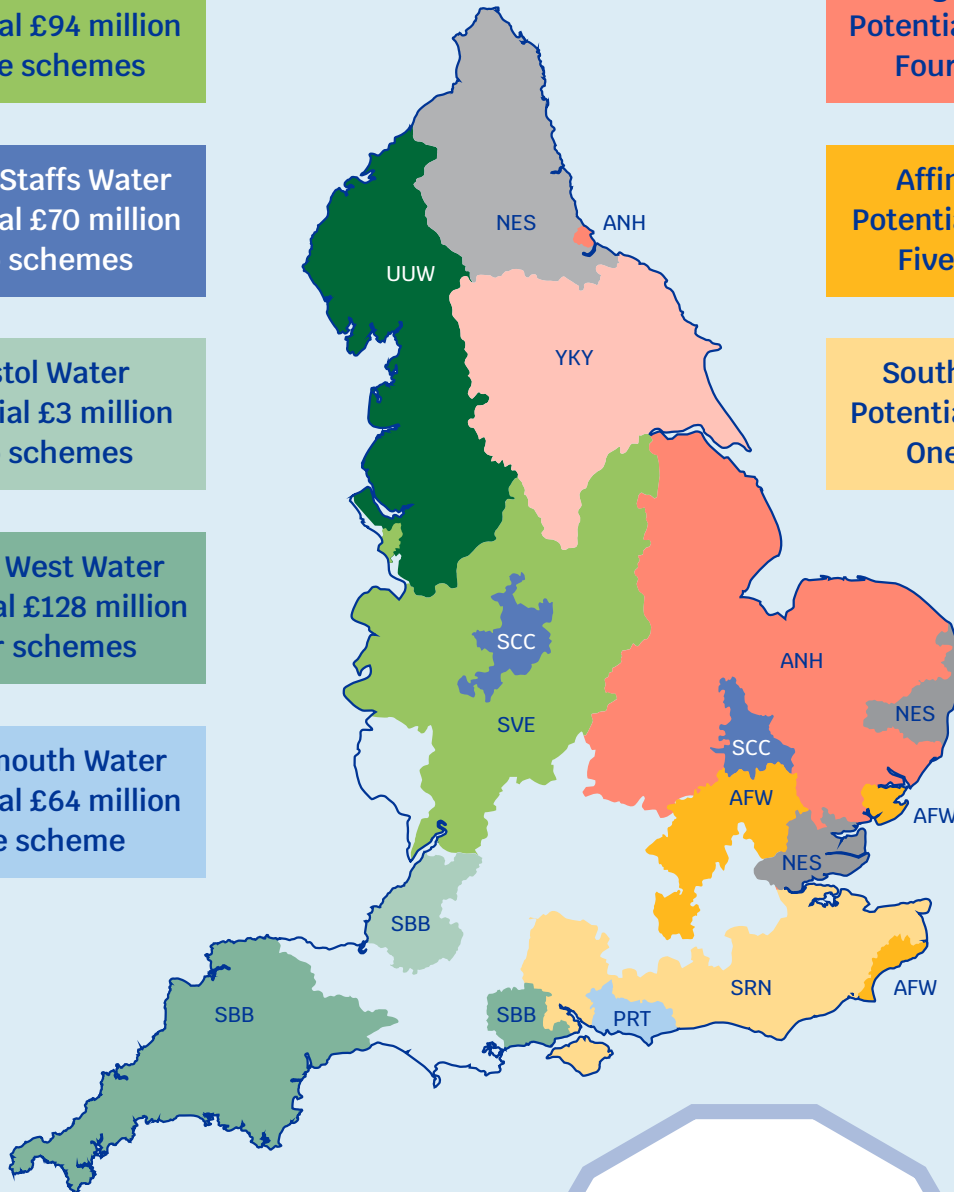 al £94 million
e schemes
Staffs Water
al £70 million
schemes
tol Water
ial £3 million
schemes
West Water
al £128 million
r schemes
nouth Water
al £64 million
e scheme
Potentia
Four
Affin
Potentia
Five
South
Potentia
One
NES
ANH
UUW
YKY
SCC
SVE
ANH
NES
SCC
AFW
AFW
NES
SBB
SBB
SBB
PRT
SRN
AFW